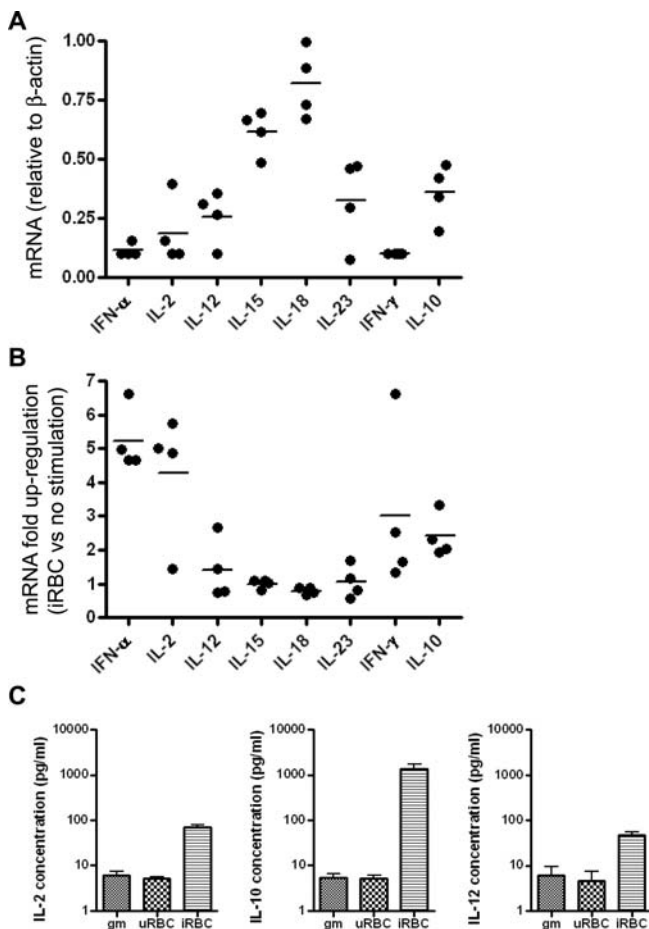 A
mRNA (relative to β-actin)
1.00
0.75
0.50
0.25
0.00
IFN-α
IL-2
IL-12
IL-15
IL-18
IL-23
IFN-γ
IL-10
B
mRNA fold up-regulation
(iRBC vs no stimulation)
7
6
5
4
3
2
1
0
IFN-α
IL-2
IL-12
IL-15
IL-18
IL-23
IFN-γ
IL-10
C
IL-2 concentration (pg/ml)
10000
1000
100
10
1
gm uRBC iRBC
IL-10 concentration (pg/ml)
10000
1000
100
10
1
gm uRBC iRBC
IL-12 concentration (pg/ml)
10000
1000
100
10
1
gm uRBC iRBC